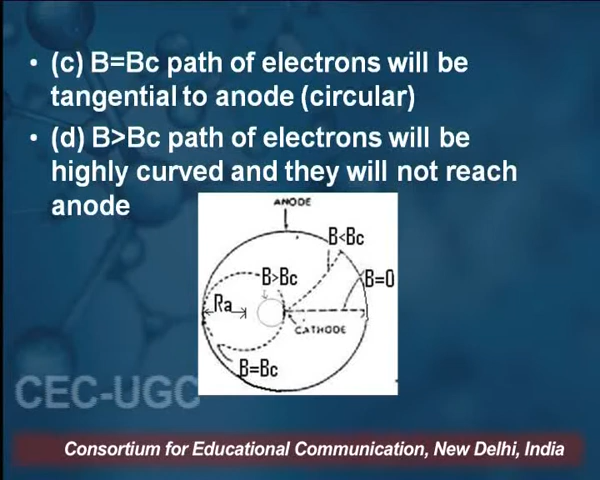 • (c) B=Bc path of electrons will be
tangential to anode (circular)
• (d) B>Bc path of electrons will be
highly curved and they will not reach
anode
ANODE
B<Bc
B>Bc
B=0
Ra
CATHODE
B=Bc
CEC-UGC
Consortium for Educational Communication, New Delhi, India